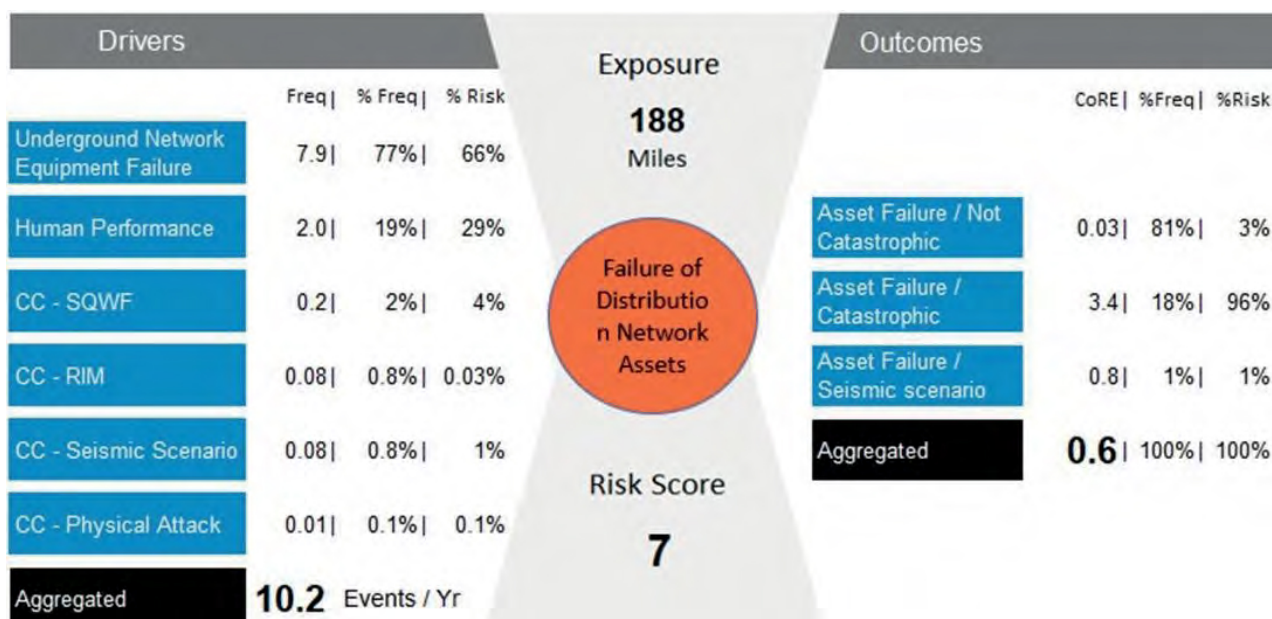 Drivers
Freq| % Freq| % Risk
Underground Network
Equipment Failure
7.9| 77%| 66%
Human Performance
2.0| 19%| 29%
CC - SQWF
0.2| 2%| 4%
CC - RIM
0.08| 0.8%| 0.03%
CC - Seismic Scenario
0.08| 0.8%| 1%
CC - Physical Attack
0.01| 0.1%| 0.1%
Aggregated
10.2 Events / Yr
Exposure
188
Miles
Failure of
Distributio
n Network
Assets
Risk Score
7
Outcomes
CoRE| %Freq| %Risk
Asset Failure / Not
Catastrophic
0.03| 81%| 3%
Asset Failure /
Catastrophic
3.4| 18%| 96%
Asset Failure /
Seismic scenario
0.8| 1%| 1%
Aggregated
0.6| 100%| 100%